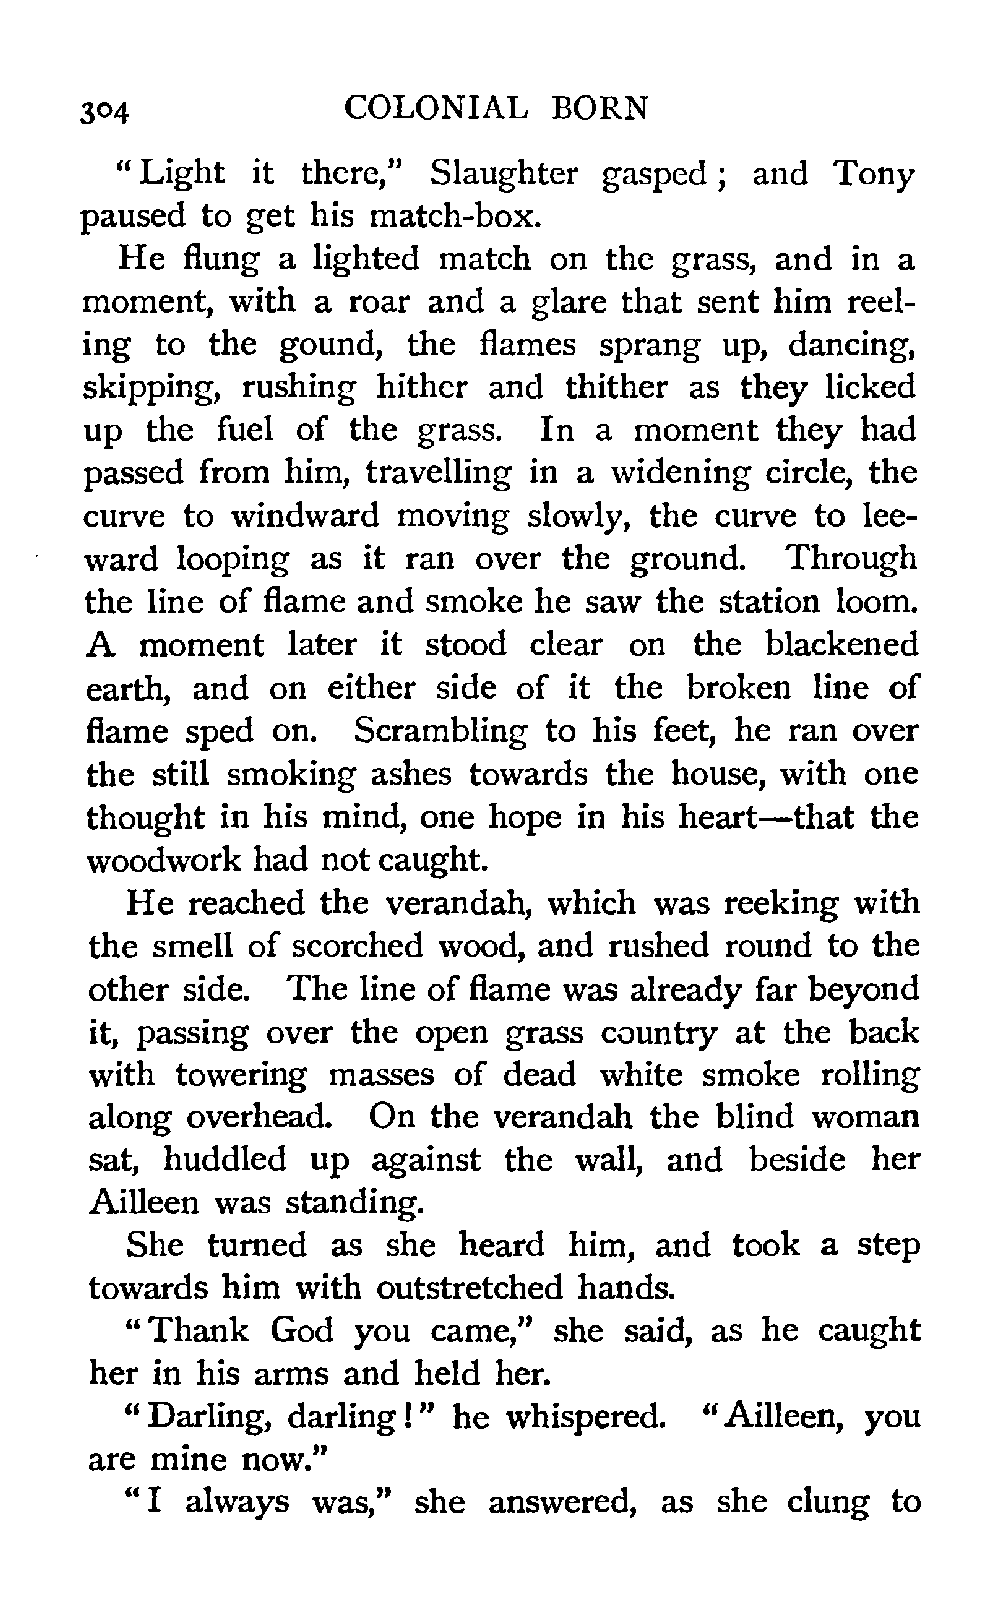 304 COLONIAL BORN
“Light it there,” Slaughter gasped; and Tony
paused to get his match-box.
He flung a lighted match on the grass, and in a
moment, with a roar and a glare that sent him reel-
ing to the gound, the flames sprang up, dancing,
skipping, rushing hither and thither as they licked
up the fuel of the grass. In a moment they had
passed from him, travelling in a widening circle, the
curve to windward moving slowly, the curve to lee-
ward looping as it ran over the ground. Through
the line of flame and smoke he saw the station loom.
A moment later it stood clear on the blackened
earth, and on either side of it the broken line of
flame sped on. Scrambling to his feet, he ran over
the still smoking ashes towards the house, with one
thought in his mind, one hope in his heart—that the
woodwork had not caught.
He reached the verandah, which was reeking with
the smell of scorched wood, and rushed round to the
other side. The line of flame was already far beyond
it, passing over the open grass country at the back
with towering masses of dead white smoke rolling
along overhead. On the verandah the blind woman
sat, huddled up against the wall, and beside her
Ailleen was standing.
She turned as she heard him, and took a step
towards him with outstretched hands.
“Thank God you came,” she said, as he caught
her in his arms and held her.
“Darling, darling!” he whispered. “Ailleen, you
are mine now.”
“I always was,” she answered, as she clung to